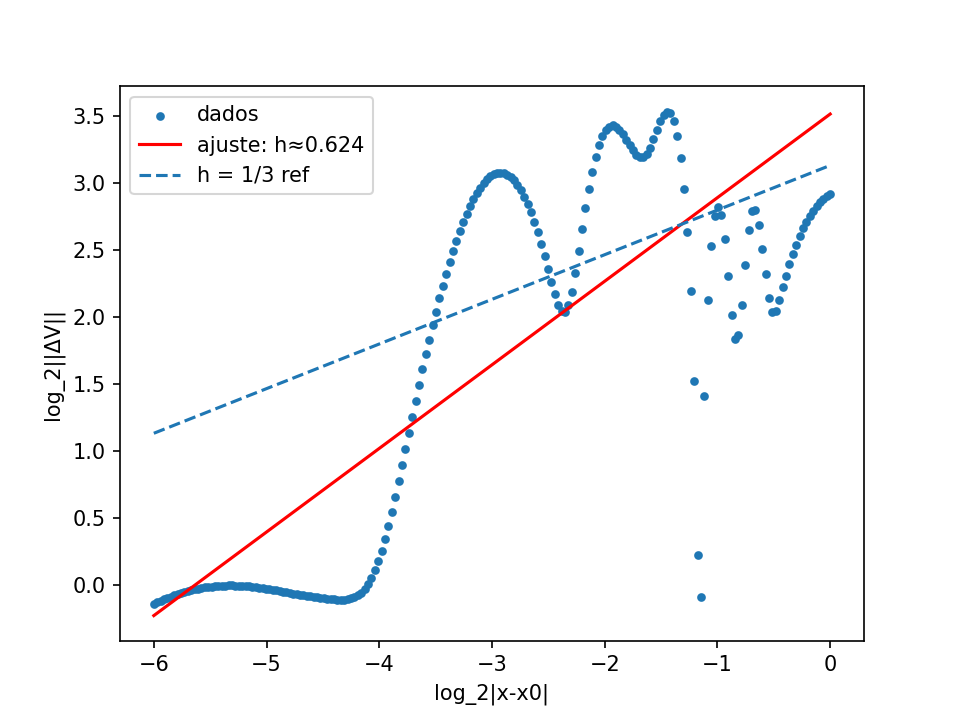 dados
ajuste: h≈0.624
h = 1/3 ref
log_2||ΔV||
3.5
3.0
2.5
2.0
1.5
1.0
0.5
0.0
−6 −5 −4 −3 −2 −1 0
log_2|x-x0|